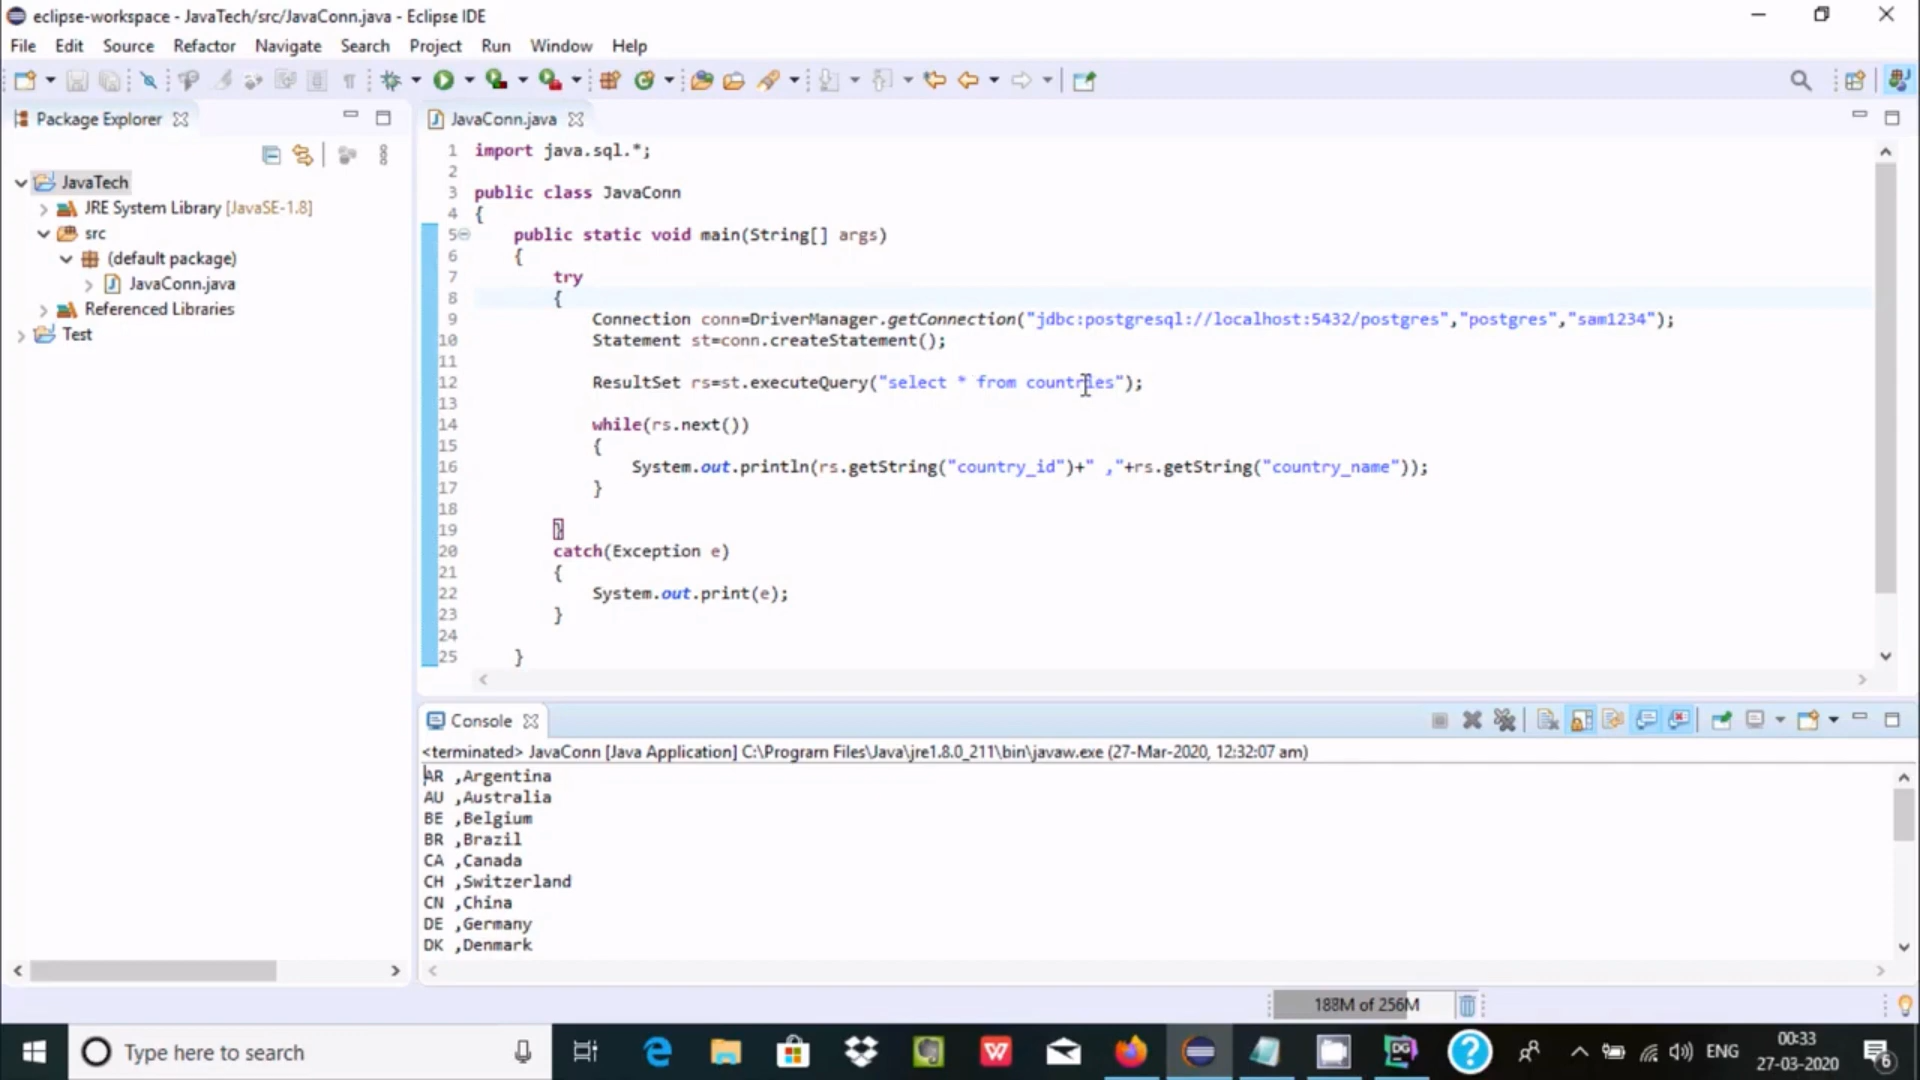 eclipse-workspace - JavaTech/src/JavaConn.java - Eclipse IDE
File Edit Source Refactor Navigate Search Project Run Window Help
Package Explorer
JavaTech
JRE System Library [JavaSE-1.8]
src
(default package)
JavaConn.java
Referenced Libraries
Test
JavaConn.java
1 import java.sql.*;
2
3 public class JavaConn
4 {
5 public static void main(String[] args)
6 {
7 try
8 {
9 Connection conn=DriverManager.getConnection("jdbc:postgresql://localhost:5432/postgres","postgres","sam1234");
10 Statement st=conn.createStatement();
11
12 ResultSet rs=st.executeQuery("select * from countries");
13
14 while(rs.next())
15 {
16 System.out.println(rs.getString("country_id")+" ,"+rs.getString("country_name"));
17 }
18
19 }
20 catch(Exception e)
21 {
22 System.out.print(e);
23 }
24
25 }
Console
<terminated> JavaConn [Java Application] C:\Program Files\Java\jre1.8.0_211\bin\javaw.exe (27-Mar-2020, 12:32:07 am)
AR ,Argentina
AU ,Australia
BE ,Belgium
BR ,Brazil
CA ,Canada
CH ,Switzerland
CN ,China
DE ,Germany
DK ,Denmark
188M of 256M
Type here to search
W
DG
?
ENG
00:33
27-03-2020
6